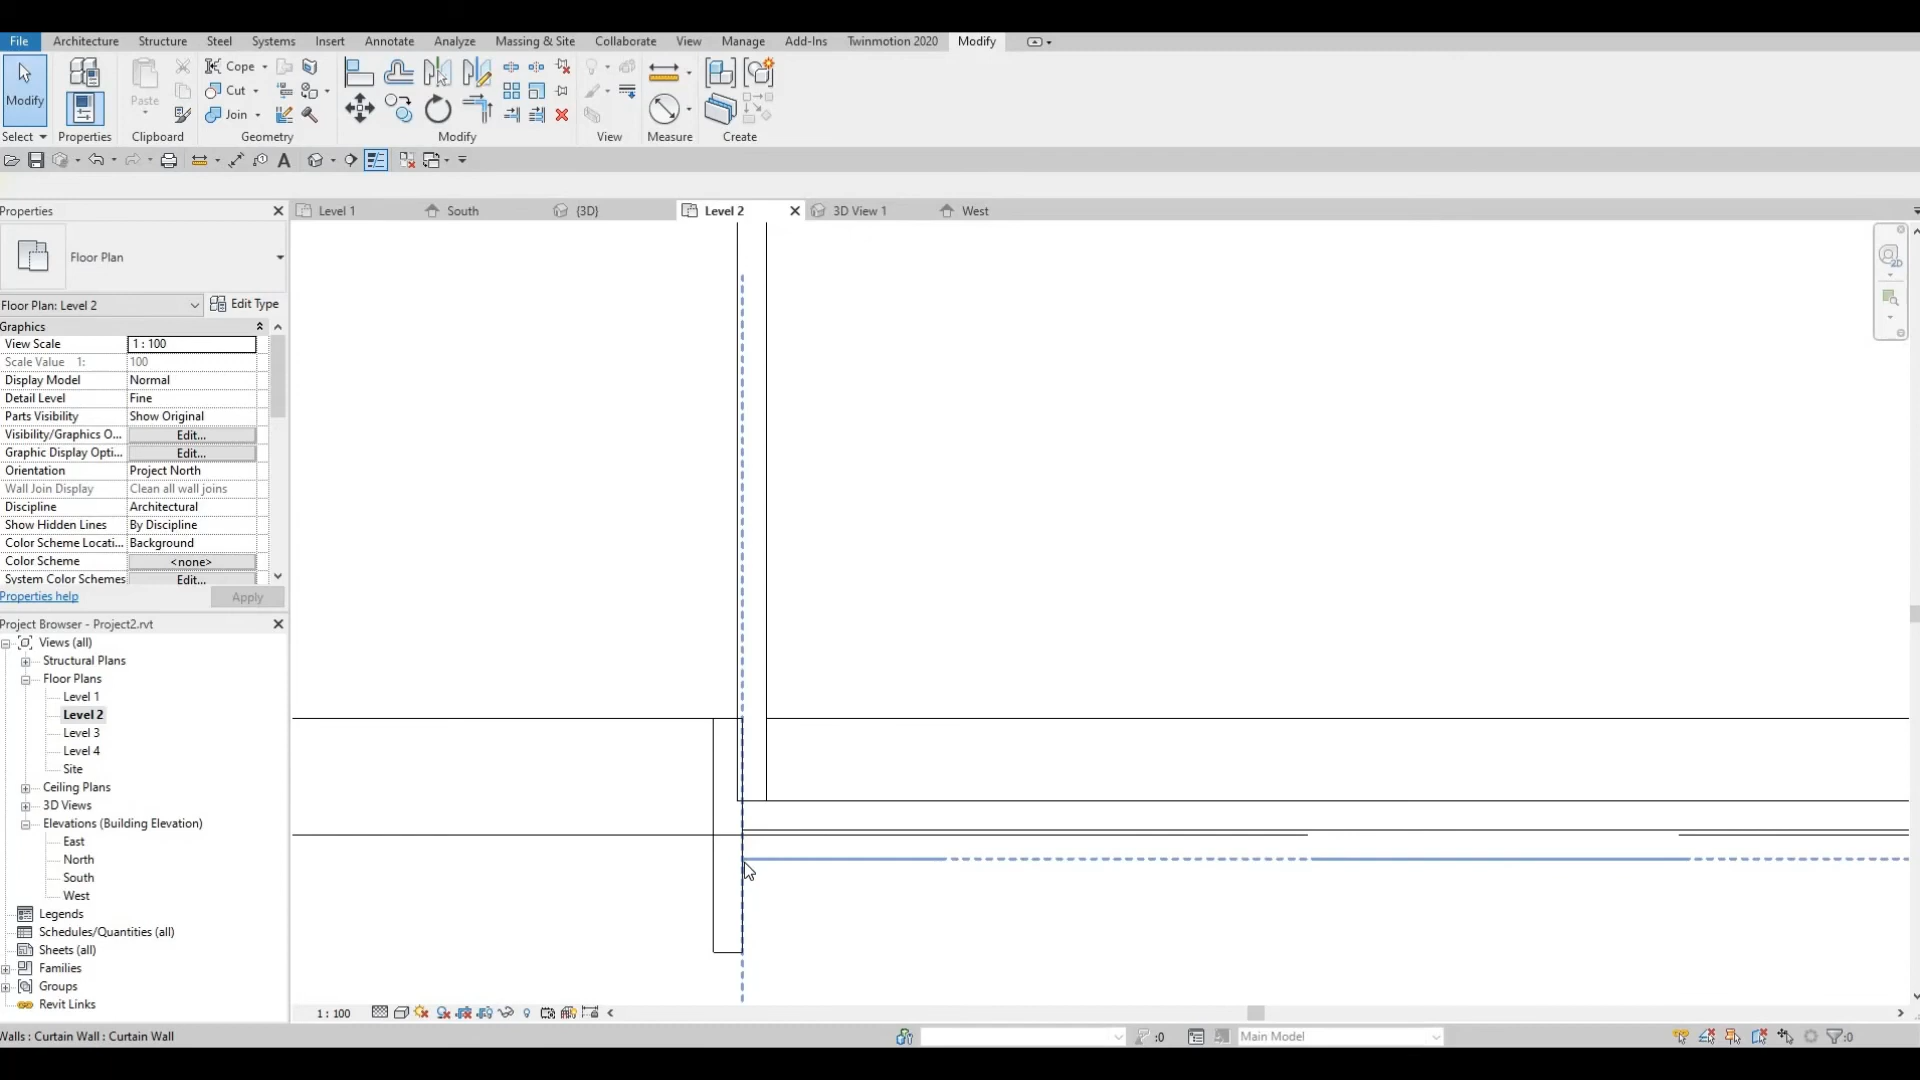 File Architecture Structure Steel Systems Insert Annotate Analyze Massing & Site Collaborate View Manage Add-Ins Twinmotion 2020 Modify
Modify
Paste
Cope
Cut
Join
Select Properties Clipboard Geometry Modify View Measure Create
Properties
Level 1 South {3D} Level 2 3D View 1 West
2D
Floor Plan
Floor Plan: Level 2 Edit Type
Graphics
View Scale 1 : 100
Scale Value 1: 100
Display Model Normal
Detail Level Fine
Parts Visibility Show Original
Visibility/Graphics O... Edit...
Graphic Display Opti... Edit...
Orientation Project North
Wall Join Display Clean all wall joins
Discipline Architectural
Show Hidden Lines By Discipline
Color Scheme Locati... Background
Color Scheme <none>
System Color Schemes Edit...
Properties help Apply
Project Browser - Project2.rvt
Views (all)
Structural Plans
Floor Plans
Level 1
Level 2
Level 3
Level 4
Site
Ceiling Plans
3D Views
Elevations (Building Elevation)
East
North
South
West
Legends
Schedules/Quantities (all)
Sheets (all)
Families
Groups
Revit Links
1 : 100
Walls : Curtain Wall : Curtain Wall :0 Main Model :0